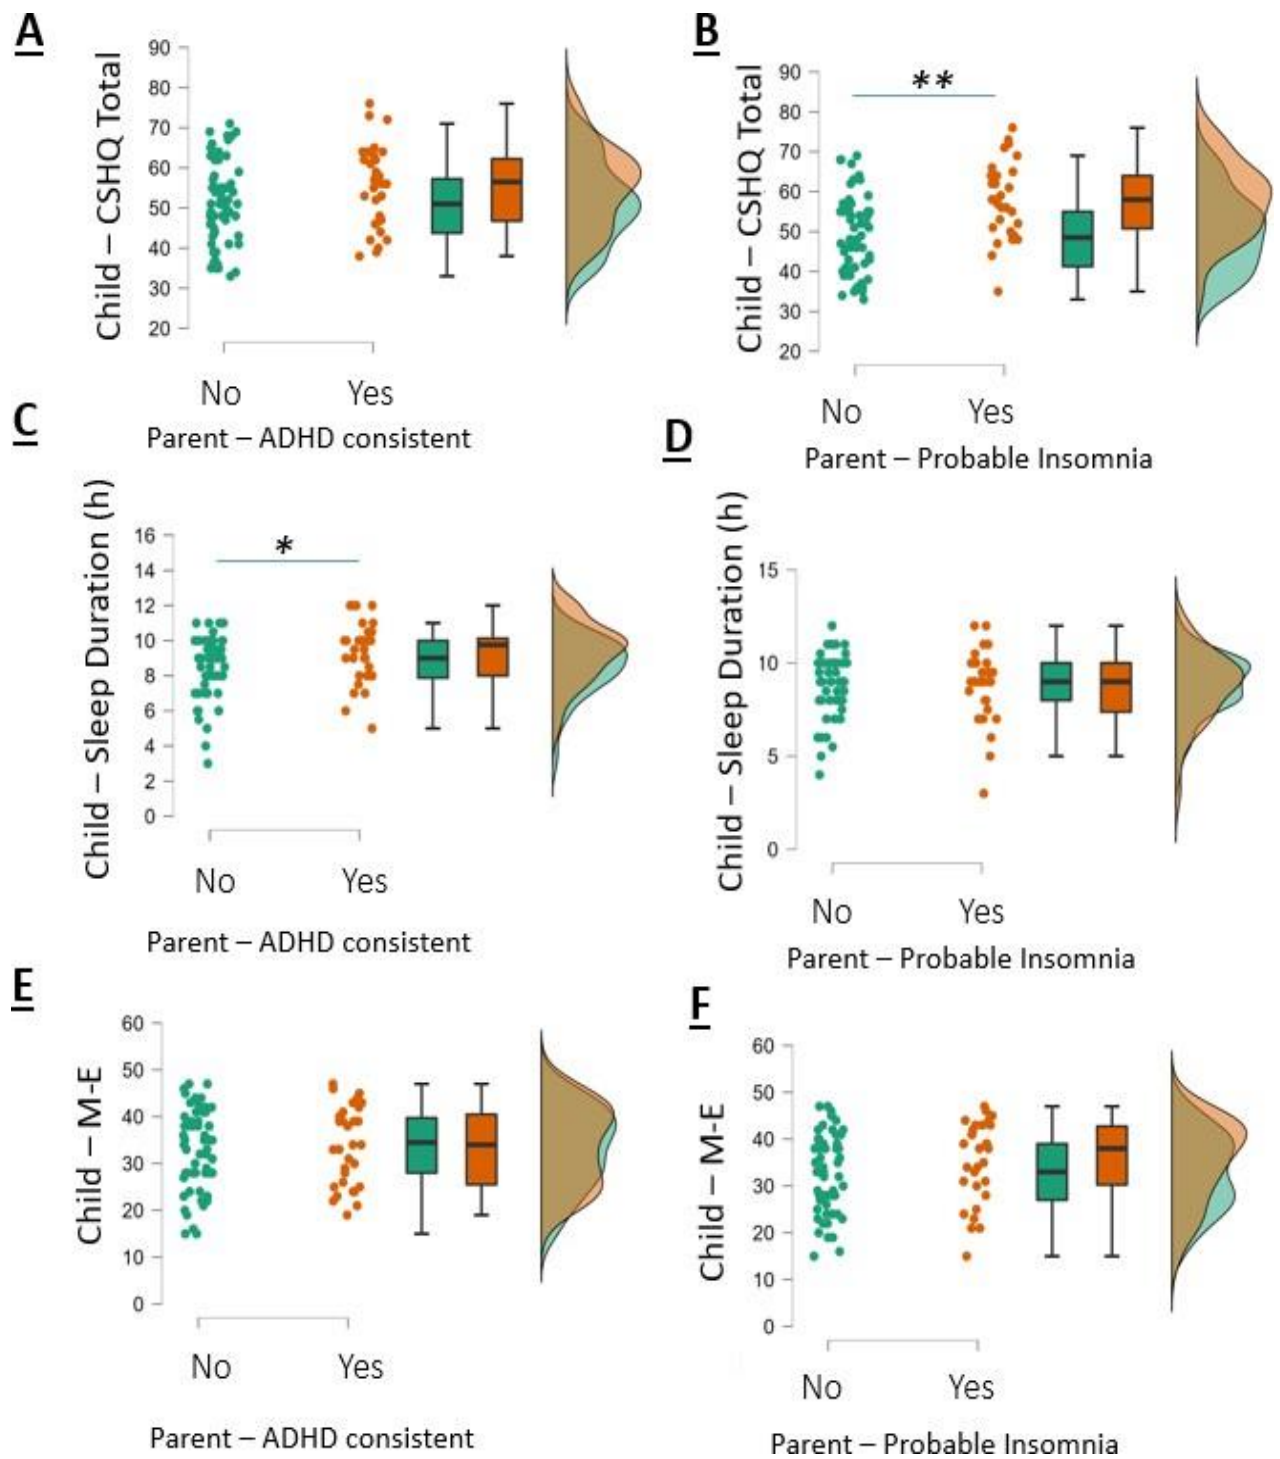 A
Child – CSHQ Total
90
80
70
60
50
40
30
20
No Yes
Parent – ADHD consistent
B
Child – CSHQ Total
90
80
70
60
50
40
30
20
**
No Yes
Parent – Probable Insomnia
C
Child – Sleep Duration (h)
16
14
12
10
8
6
4
2
0
*
No Yes
Parent – ADHD consistent
D
Child – Sleep Duration (h)
15
10
5
0
No Yes
Parent – Probable Insomnia
E
Child – M-E
60
50
40
30
20
10
0
No Yes
Parent – ADHD consistent
F
Child – M-E
60
50
40
30
20
10
0
No Yes
Parent – Probable Insomnia